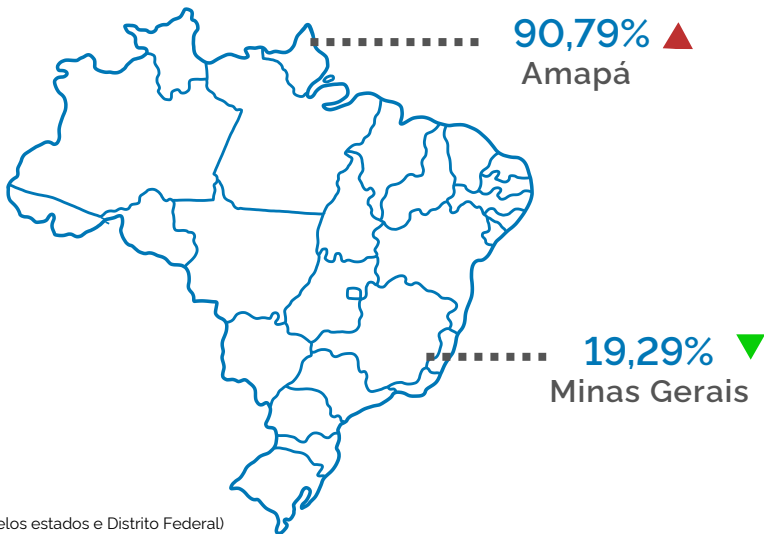 90,79%
Amapá
19,29%
Minas Gerais
elos estados e Distrito Federal)